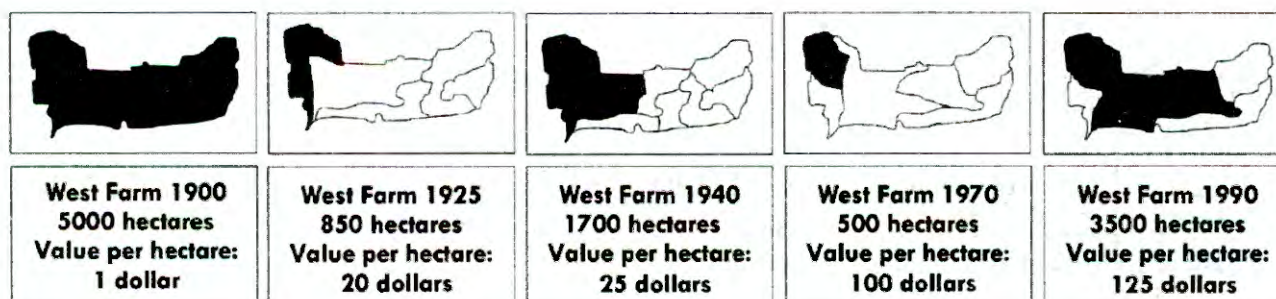 West Farm 1900
5000 hectares
Value per hectare:
1 dollar
West Farm 1925
850 hectares
Value per hectare:
20 dollars
West Farm 1940
1700 hectares
Value per hectare:
25 dollars
West Farm 1970
500 hectares
Value per hectare:
100 dollars
West Farm 1990
3500 hectares
Value per hectare:
125 dollars